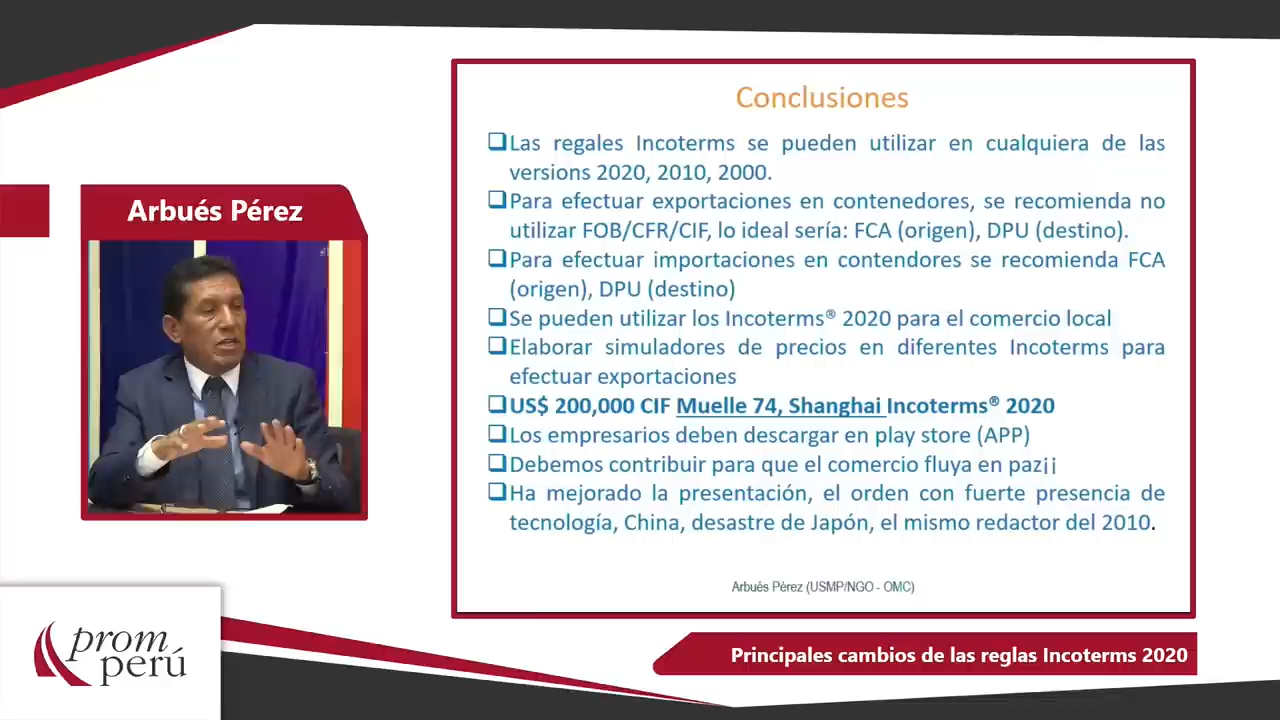 Arbués Pérez
Conclusiones
❑Las regales Incoterms se pueden utilizar en cualquiera de las
versions 2020, 2010, 2000.
❑Para efectuar exportaciones en contenedores, se recomienda no
utilizar FOB/CFR/CIF, lo ideal sería: FCA (origen), DPU (destino).
❑Para efectuar importaciones en contendores se recomienda FCA
(origen), DPU (destino)
❑Se pueden utilizar los Incoterms® 2020 para el comercio local
❑Elaborar simuladores de precios en diferentes Incoterms para
efectuar exportaciones
❑US$ 200,000 CIF Muelle 74, Shanghai Incoterms® 2020
❑Los empresarios deben descargar en play store (APP)
❑Debemos contribuir para que el comercio fluya en paz¡¡
❑Ha mejorado la presentación, el orden con fuerte presencia de
tecnología, China, desastre de Japón, el mismo redactor del 2010.
Arbués Pérez (USMP/NGO - OMC)
prom
perú
Principales cambios de las reglas Incoterms 2020